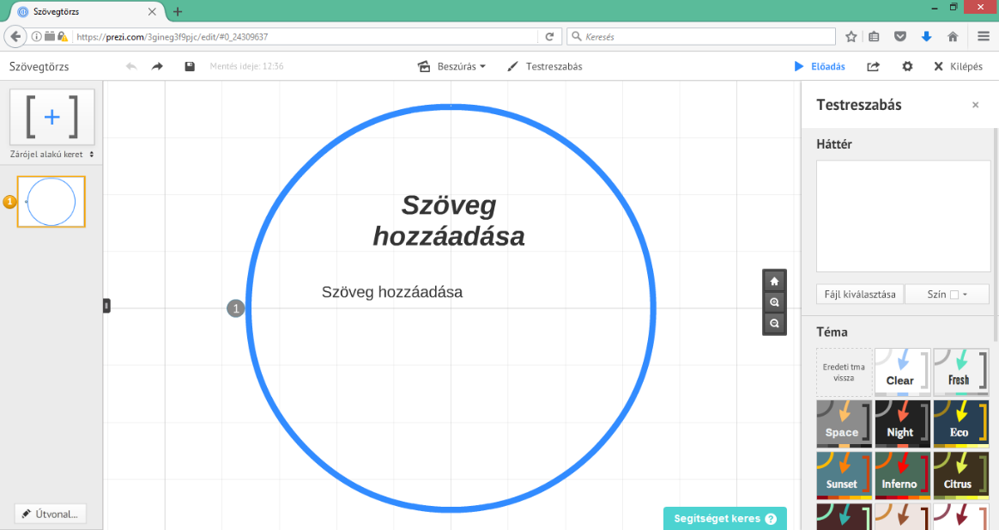 Szövegtörzs
https://prezi.com/3gineg3f9pjc/edit/#0_24309637
Keresés
Szövegtörzs
Mentés ideje: 12:36
Beszúrás
Testreszabás
Előadás
Kilépés
Zárójel alakú keret
1
Útvonal...
Szöveg
hozzáadása
Szöveg hozzáadása
1
Segítséget keres ?
Testreszabás
Háttér
Fájl kiválasztása
Szín
Téma
Eredeti tma
vissza
Clear
Fresh
Space
Night
Eco
Sunset
Inferno
Citrus